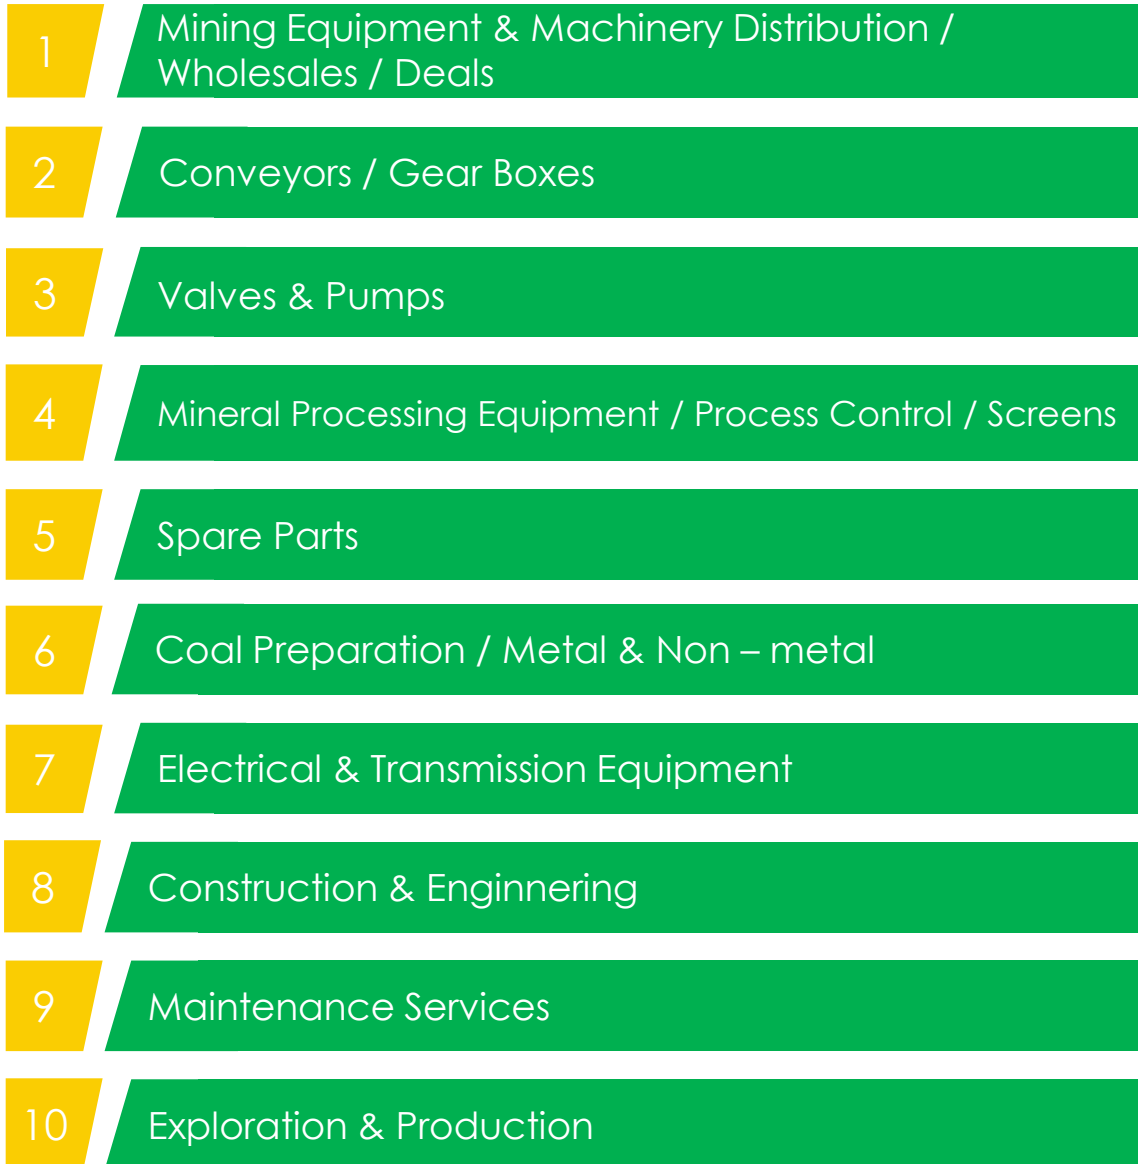 1
Mining Equipment & Machinery Distribution /
Wholesales / Deals
2
Conveyors / Gear Boxes
3
Valves & Pumps
4
Mineral Processing Equipment / Process Control / Screens
5
Spare Parts
6
Coal Preparation / Metal & Non – metal
7
Electrical & Transmission Equipment
8
Construction & Enginnering
9
Maintenance Services
10
Exploration & Production